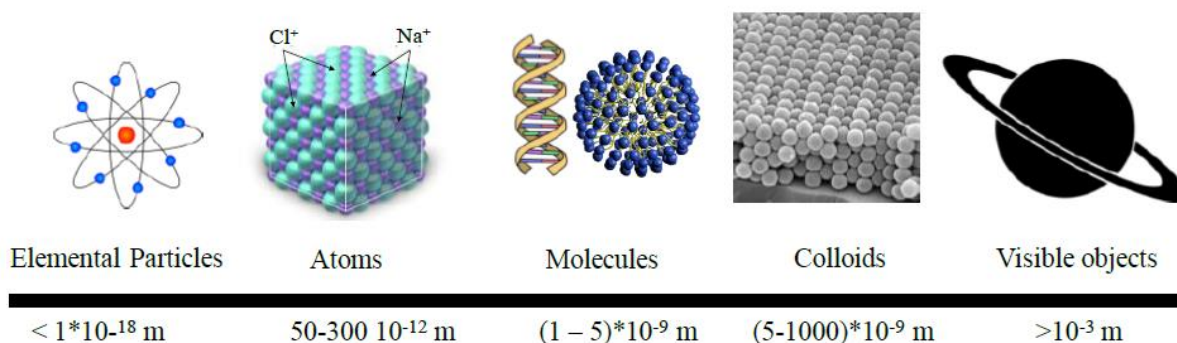 Cl⁺ Na⁺
Elemental Particles Atoms Molecules Colloids Visible objects
< 1*10-¹⁸ m 50-300 10⁻¹² m (1 – 5)*10⁻⁹ m (5-1000)*10⁻⁹ m >10⁻³ m